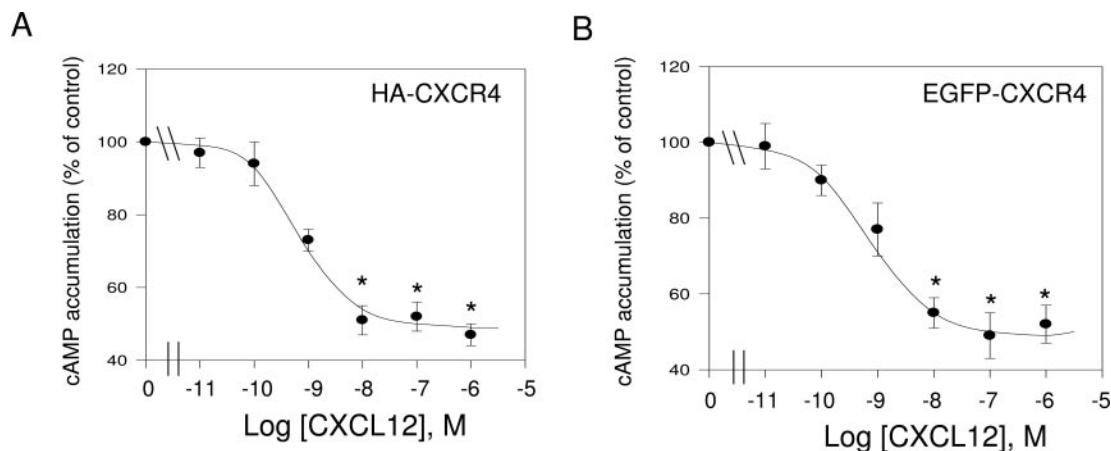 A
cAMP accumulation (% of control)
120
100
80
60
40
HA-CXCR4
*
*
*
0 -11 -10 -9 -8 -7 -6 -5
Log [CXCL12], M
B
cAMP accumulation (% of control)
120
100
80
60
40
EGFP-CXCR4
*
*
*
0 -11 -10 -9 -8 -7 -6 -5
Log [CXCL12], M